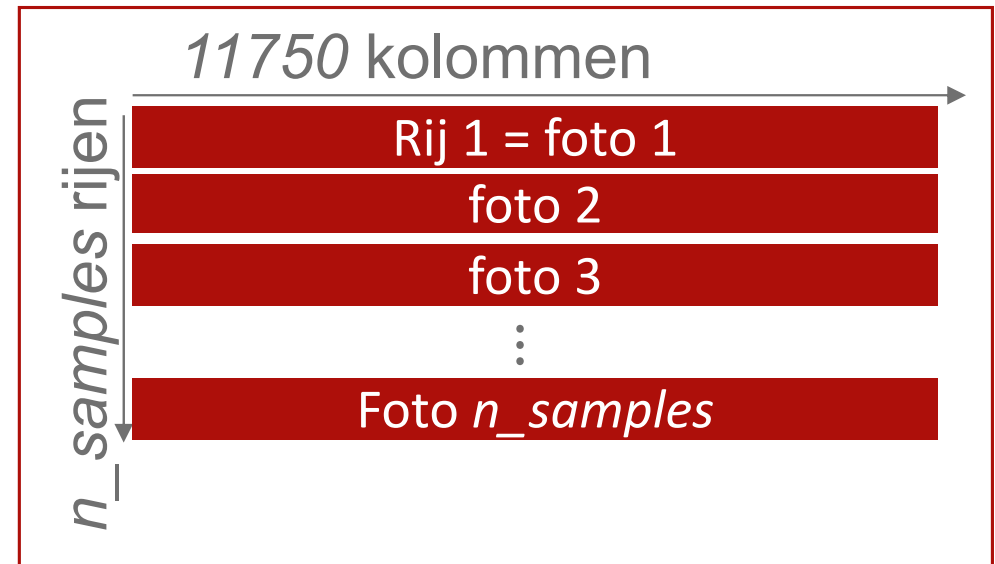 11750 kolommen
n_samples rijen
Rij 1 = foto 1
foto 2
foto 3
⋮
Foto n_samples